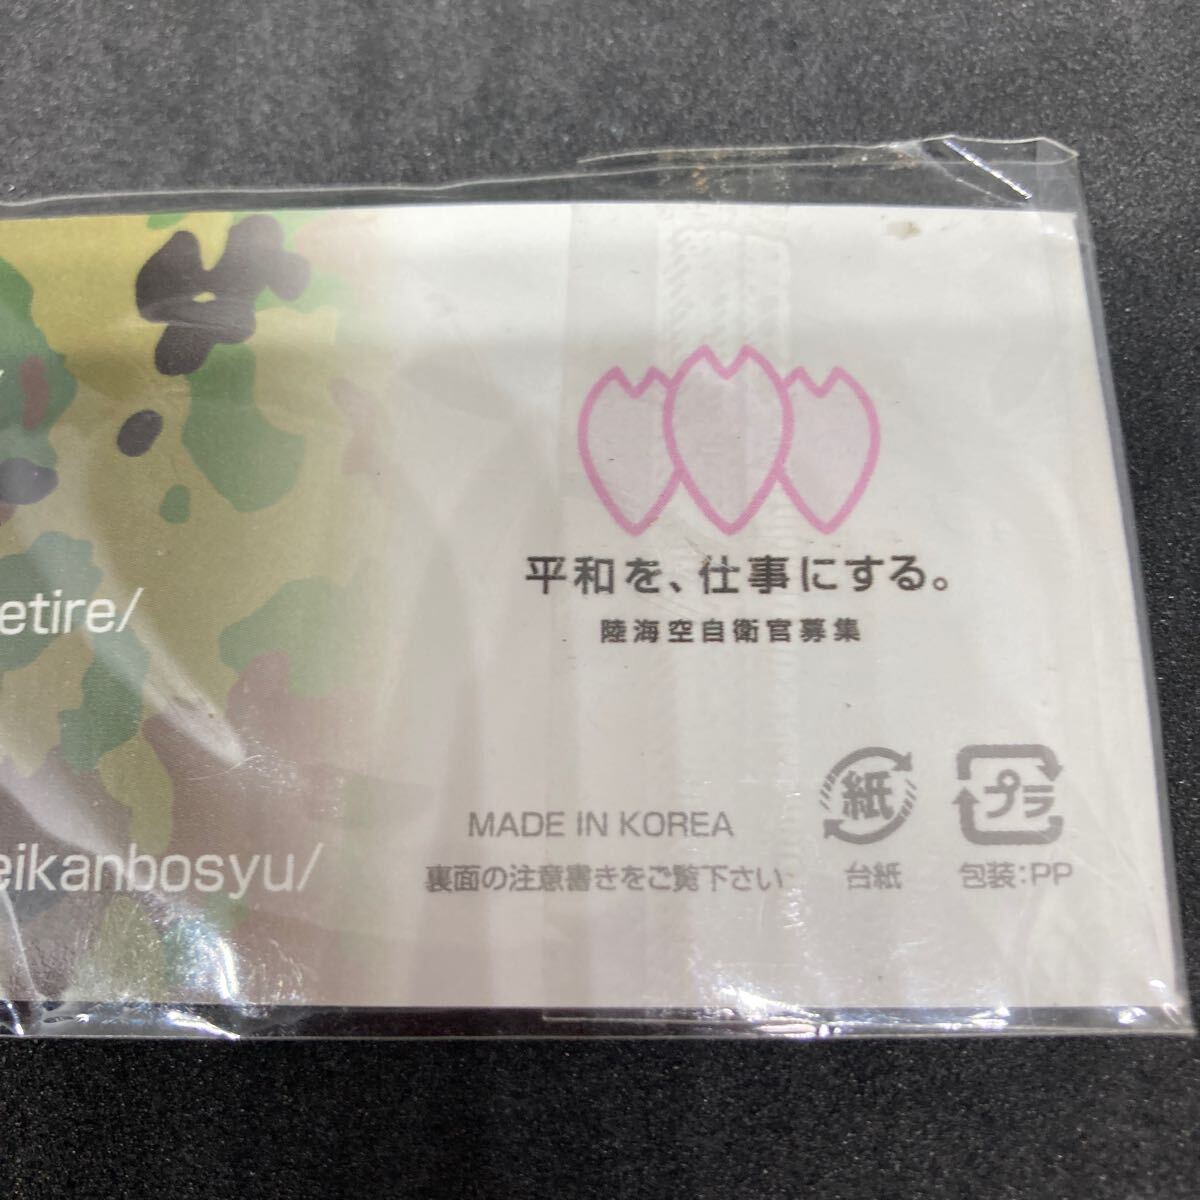 平和を、仕事にする。
陸海空自衛官募集
etire/
eikanbosyu/
MADE IN KOREA
裏面の注意書きをご覧下さい
紙
台紙
プラ
包装:PP